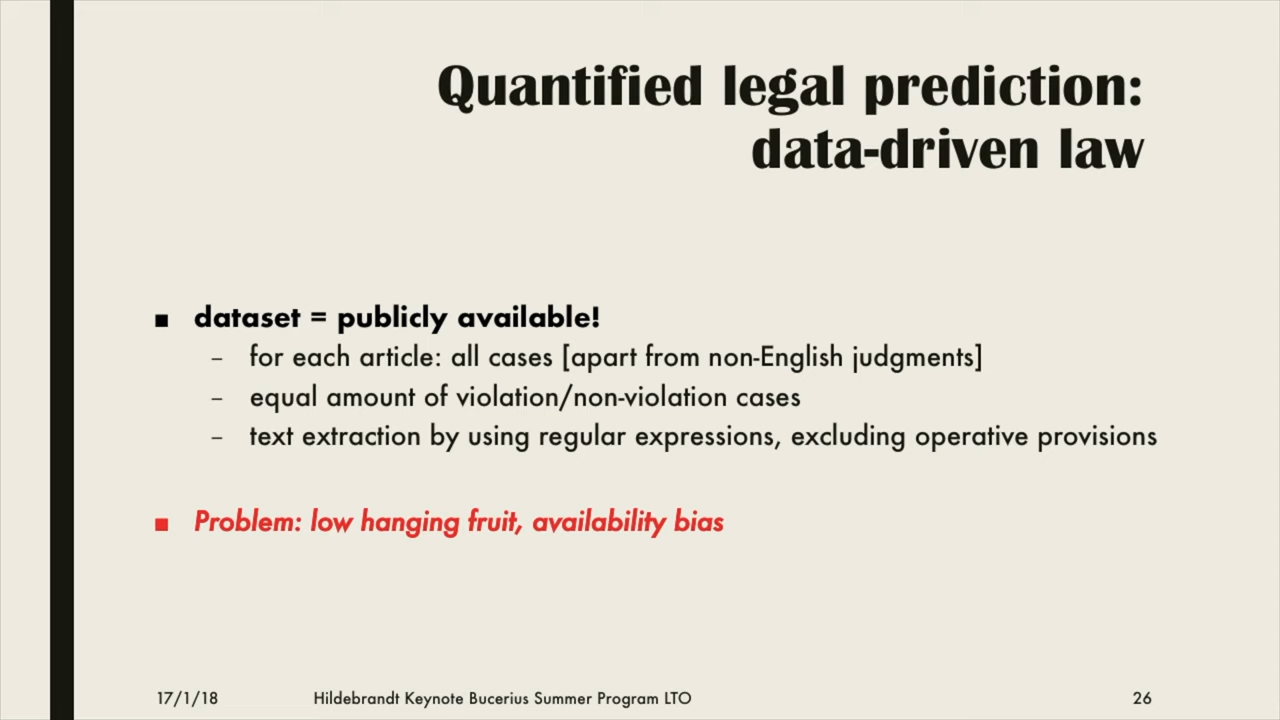 Quantified legal prediction:
data-driven law
▪ dataset = publicly available!
– for each article: all cases [apart from non-English judgments]
– equal amount of violation/non-violation cases
– text extraction by using regular expressions, excluding operative provisions
▪ Problem: low hanging fruit, availability bias
17/1/18 Hildebrandt Keynote Bucerius Summer Program LTO 26